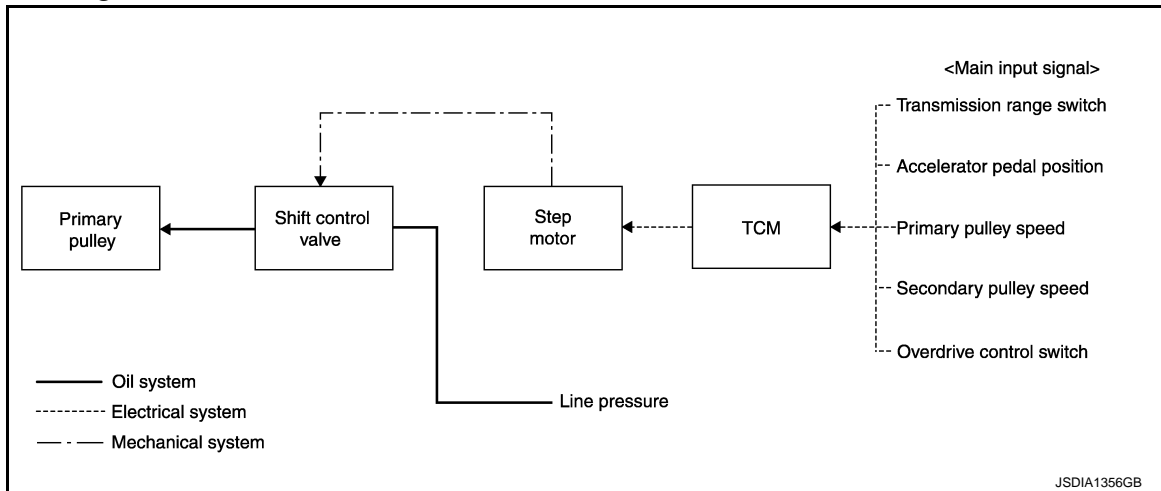 <Main input signal>
Transmission range switch
Accelerator pedal position
Primary pulley speed
Secondary pulley speed
Overdrive control switch
TCM
Step
motor
Shift control
valve
Primary
pulley
Line pressure
Oil system
Electrical system
Mechanical system
JSDIA1356GB